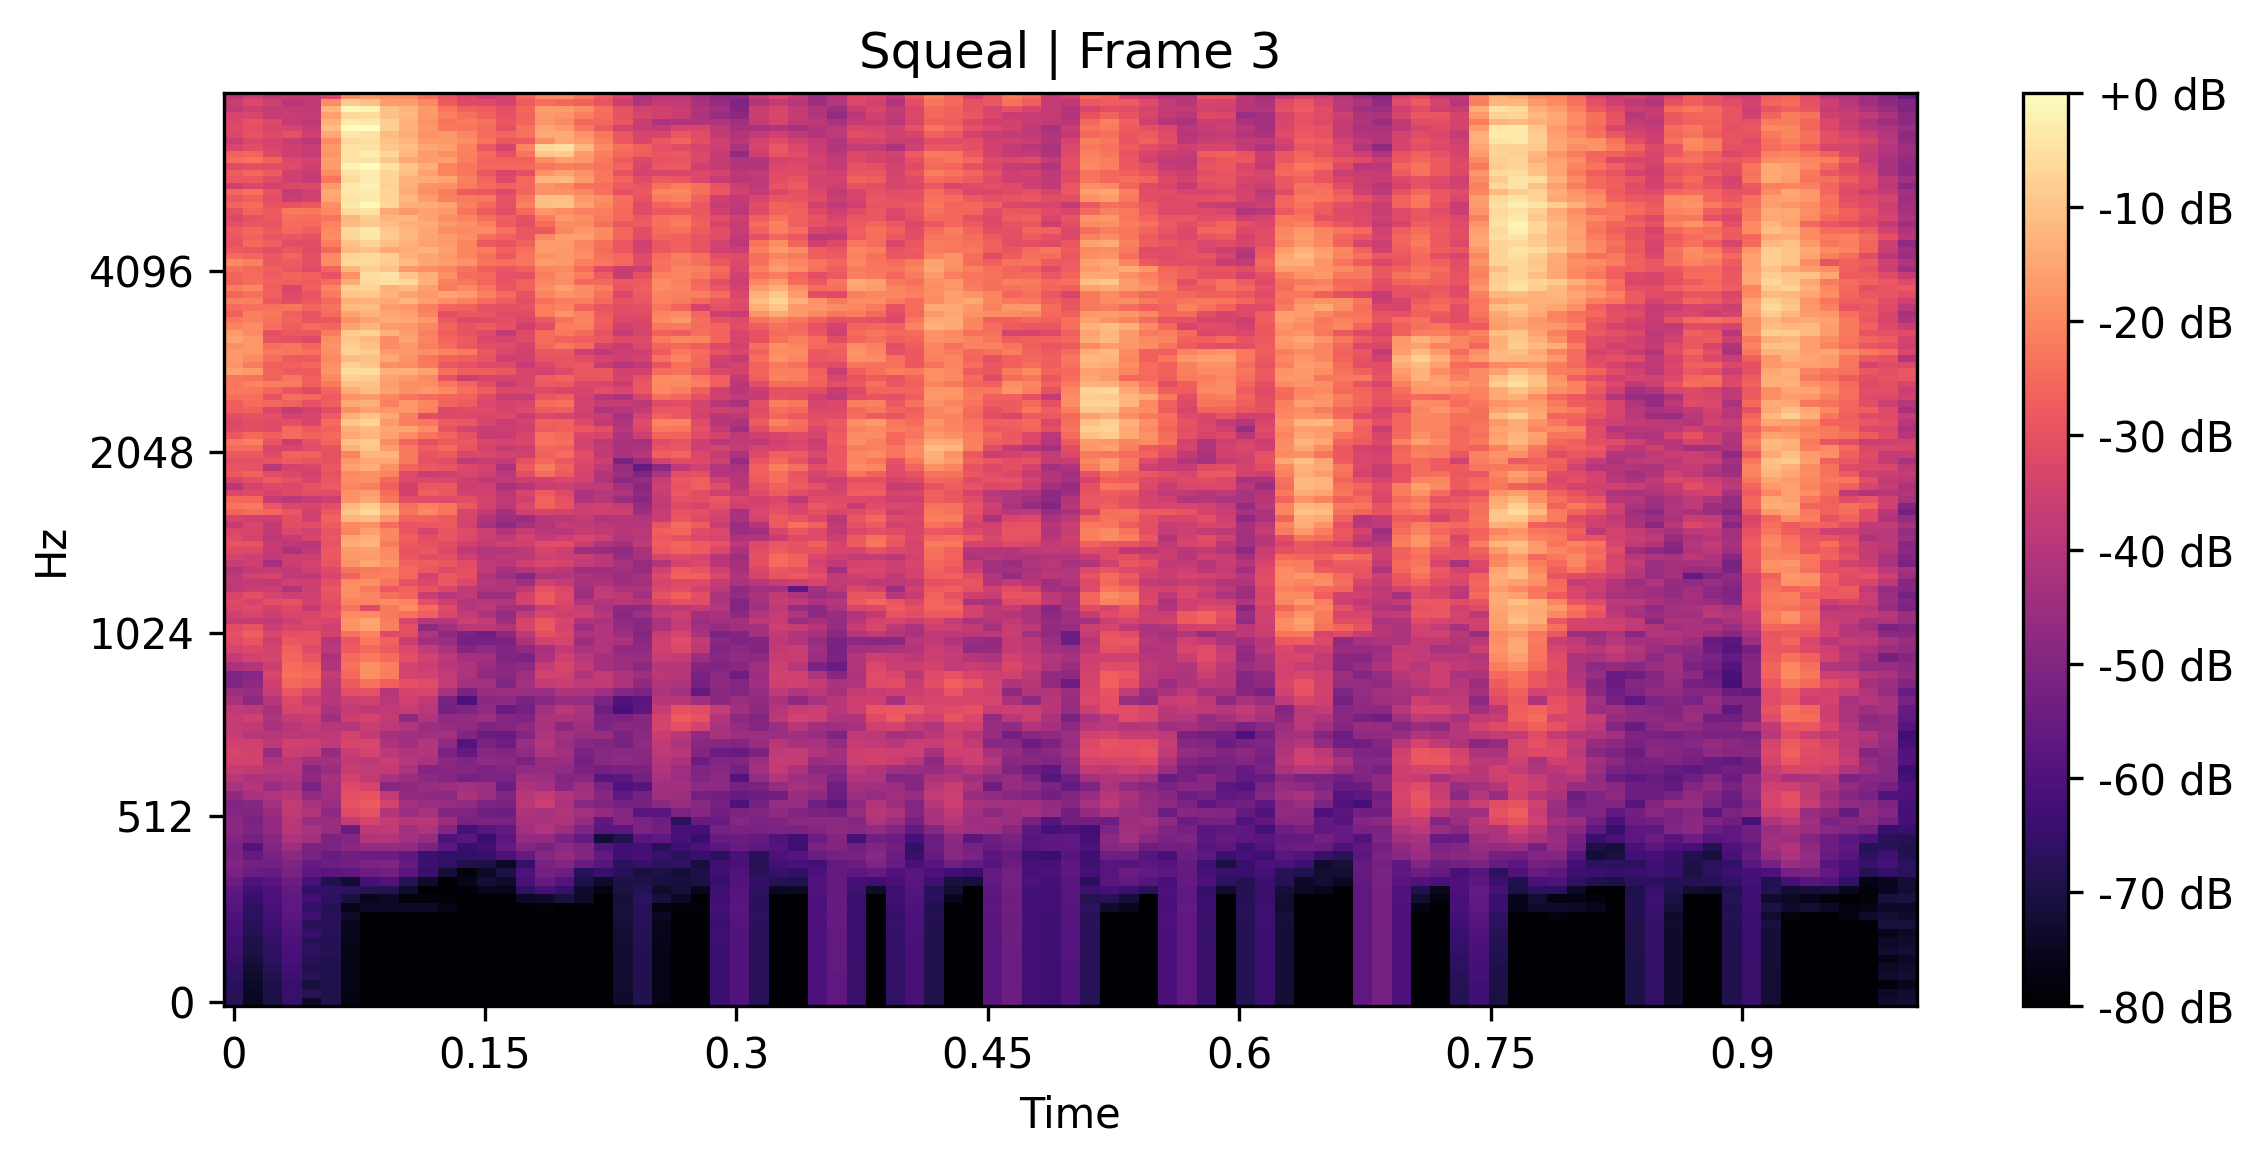 Squeal | Frame 3
Hz
4096
2048
1024
512
0
0 0.15 0.3 0.45 0.6 0.75 0.9
Time
+0 dB
-10 dB
-20 dB
-30 dB
-40 dB
-50 dB
-60 dB
-70 dB
-80 dB